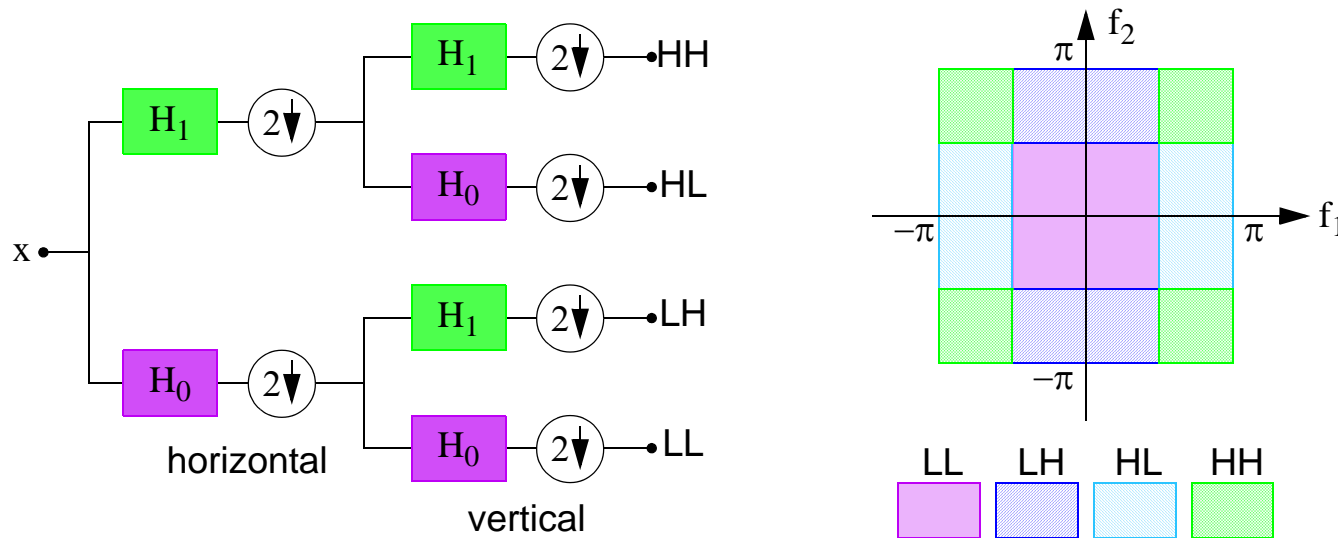 H₁ 2 HH
H₁ 2
H₀ 2 HL
x
H₁ 2 LH
H₀ 2
H₀ 2 LL
horizontal
vertical
f₂
π
−π π f₁
−π
LL LH HL HH